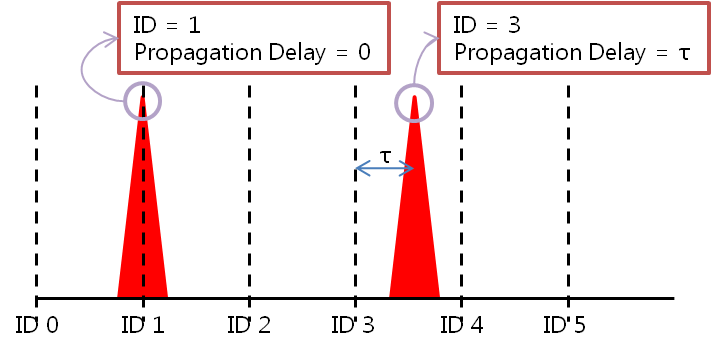 ID = 1
Propagation Delay = 0
ID = 3
Propagation Delay = τ
τ
ID 0
ID 1
ID 2
ID 3
ID 4
ID 5